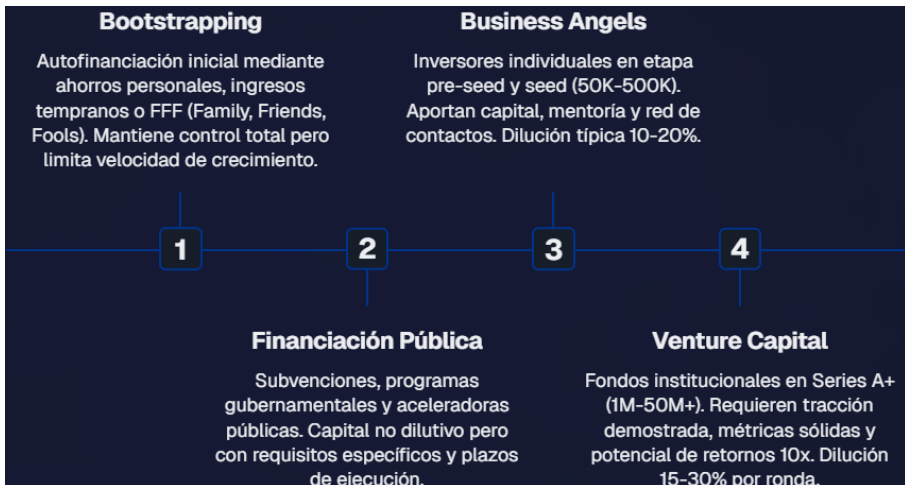 Bootstrapping
Autofinanciación inicial mediante
ahorros personales, ingresos
tempranos o FFF (Family, Friends,
Fools). Mantiene control total pero
limita velocidad de crecimiento.
Business Angels
Inversores individuales en etapa
pre-seed y seed (50K-500K).
Aportan capital, mentoría y red de
contactos. Dilución típica 10-20%.
1
2
3
4
Financiación Pública
Subvenciones, programas
gubernamentales y aceleradoras
públicas. Capital no dilutivo pero
con requisitos específicos y plazos
de ejecución.
Venture Capital
Fondos institucionales en Series A+
(1M-50M+). Requieren tracción
demostrada, métricas sólidas y
potencial de retornos 10x. Dilución
15-30% por ronda.